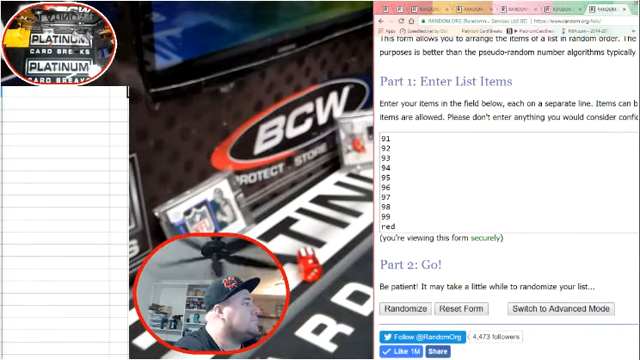 PLATINUM
CARD BREAKS
PLATINUM
CARD BREAKS
BCW
PROTECT · STORE
NFL
RANDOM.ORG
https://www.random.org/lists/
Apps
This form allows you to arrange the items of a list in random order. The
purposes is better than the pseudo-random number algorithms typically
Part 1: Enter List Items
Enter your items in the field below, each on a separate line. Items can b
items are allowed. Please don't enter anything you would consider confi
91
92
93
94
95
96
97
98
99
red
(you're viewing this form securely)
Part 2: Go!
Be patient! It may take a little while to randomize your list...
Randomize
Reset Form
Switch to Advanced Mode
Follow @RandomOrg
4,473 followers
Like 1M
Share